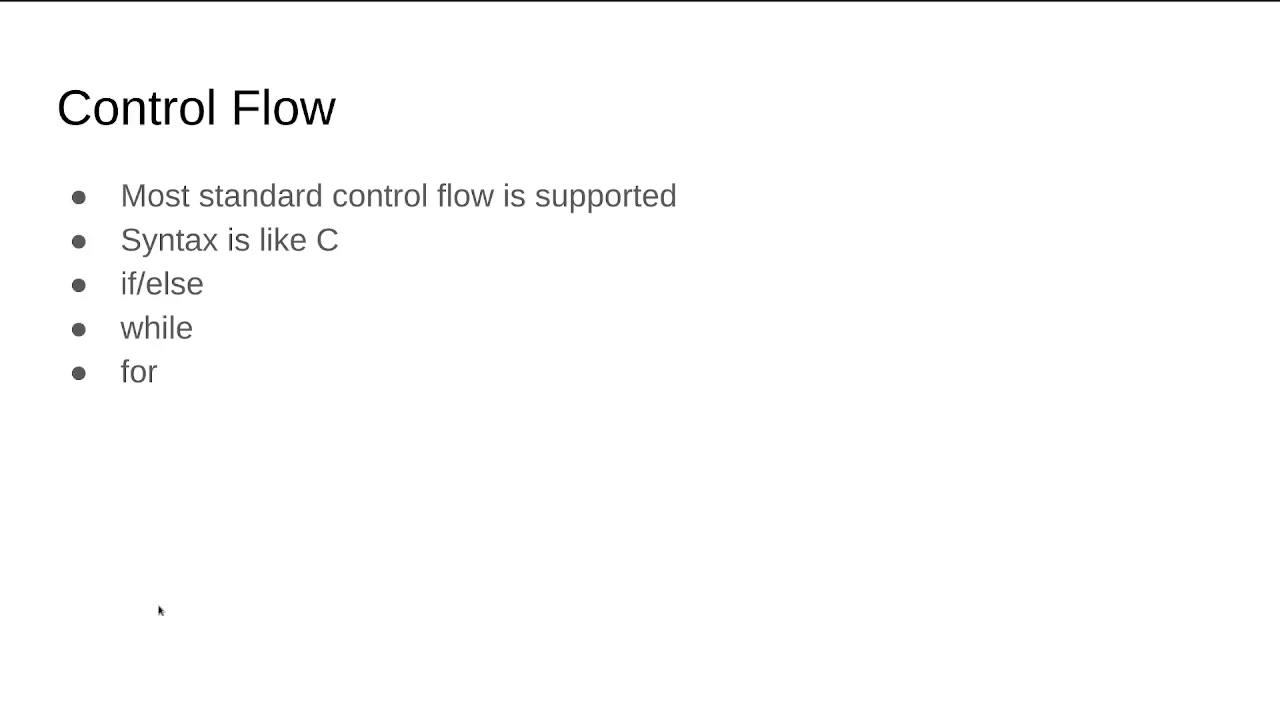 Control Flow
● Most standard control flow is supported
● Syntax is like C
● if/else
● while
● for